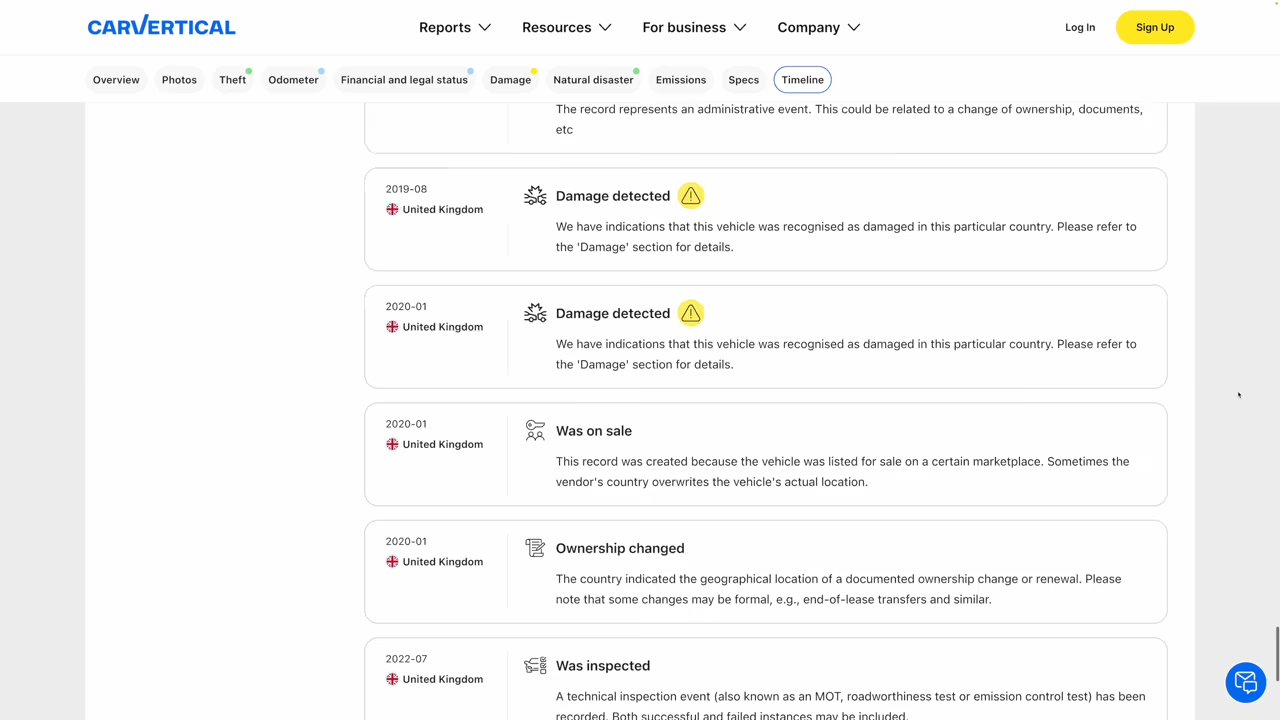 CARVERTICAL
Reports
Resources
For business
Company
Log In
Sign Up
Overview
Photos
Theft
Odometer
Financial and legal status
Damage
Natural disaster
Emissions
Specs
Timeline
The record represents an administrative event. This could be related to a change of ownership, documents,
etc
2019-08
United Kingdom
Damage detected
We have indications that this vehicle was recognised as damaged in this particular country. Please refer to
the 'Damage' section for details.
2020-01
United Kingdom
Damage detected
We have indications that this vehicle was recognised as damaged in this particular country. Please refer to
the 'Damage' section for details.
2020-01
United Kingdom
Was on sale
This record was created because the vehicle was listed for sale on a certain marketplace. Sometimes the
vendor's country overwrites the vehicle's actual location.
2020-01
United Kingdom
Ownership changed
The country indicated the geographical location of a documented ownership change or renewal. Please
note that some changes may be formal, e.g., end-of-lease transfers and similar.
2022-07
United Kingdom
Was inspected
A technical inspection event (also known as an MOT, roadworthiness test or emission control test) has been
recorded. Both successful and failed instances may be included.